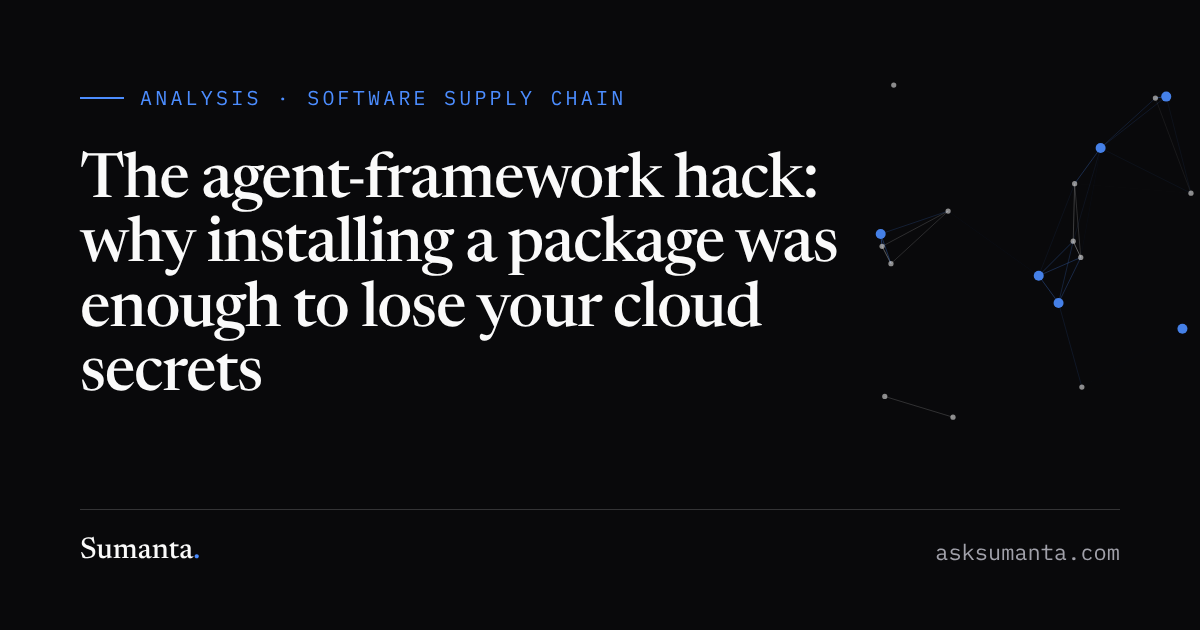 ANALYSIS · SOFTWARE SUPPLY CHAIN
The agent-framework hack:
why installing a package was
enough to lose your cloud
secrets
Sumanta.
asksumanta.com